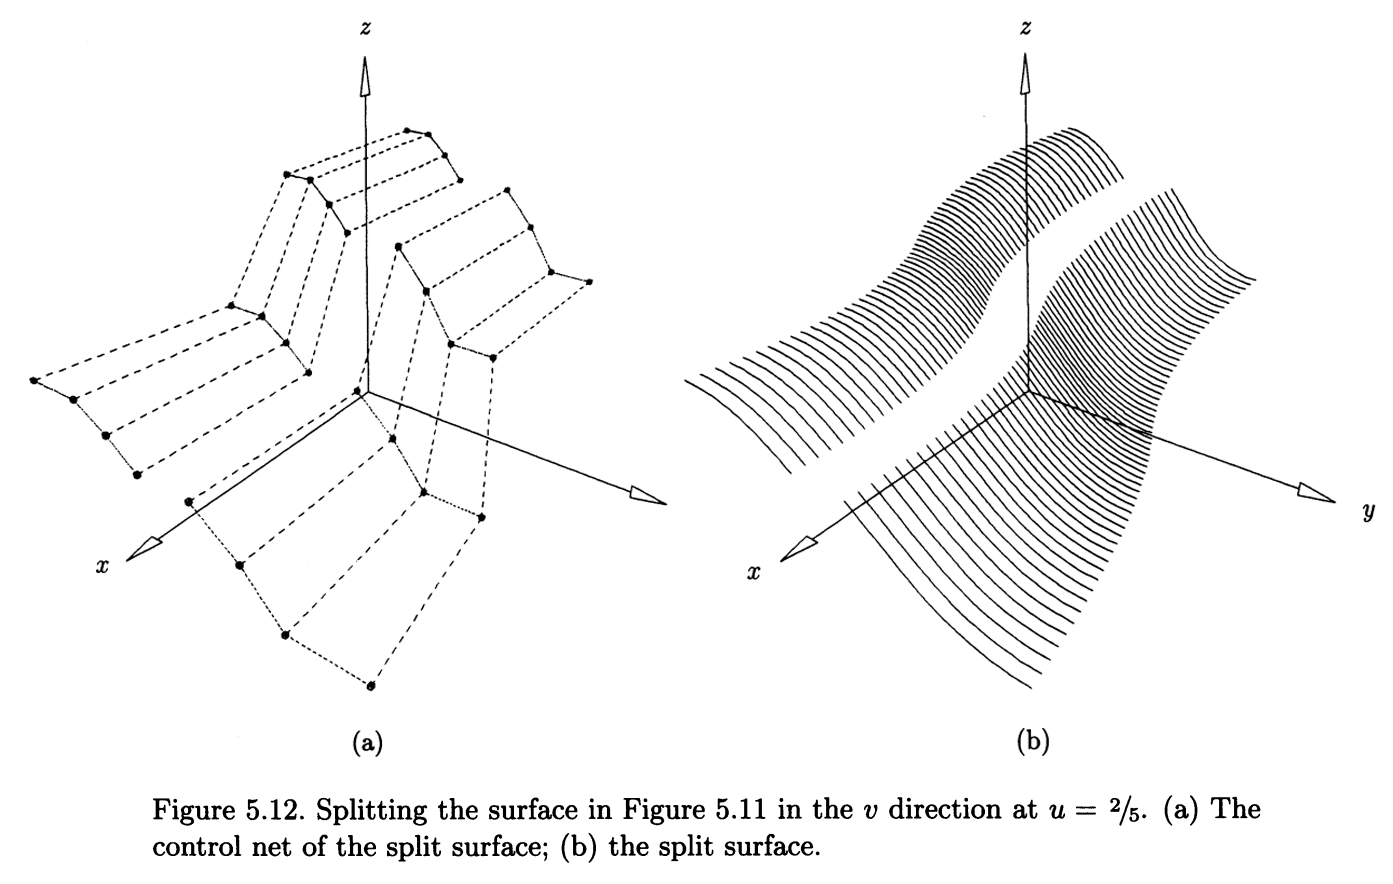 z
z
x
x
y
(a)
(b)
Figure 5.12. Splitting the surface in Figure 5.11 in the v direction at u = 2/5. (a) The
control net of the split surface; (b) the split surface.